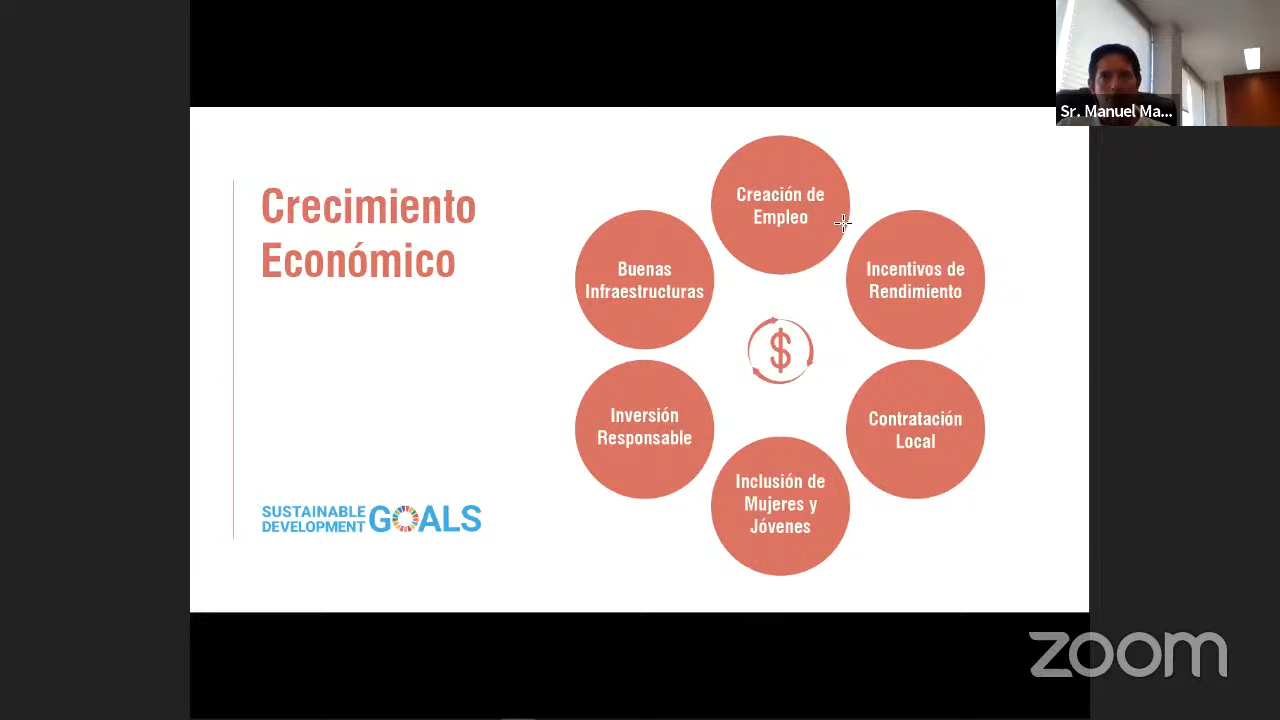 Sr. Manuel Ma...
Crecimiento
Económico
Creación de
Empleo
Incentivos de
Rendimiento
Contratación
Local
Inclusión de
Mujeres y
Jóvenes
Inversión
Responsable
Buenas
Infraestructuras
$
SUSTAINABLE
DEVELOPMENT
GOALS
zoom